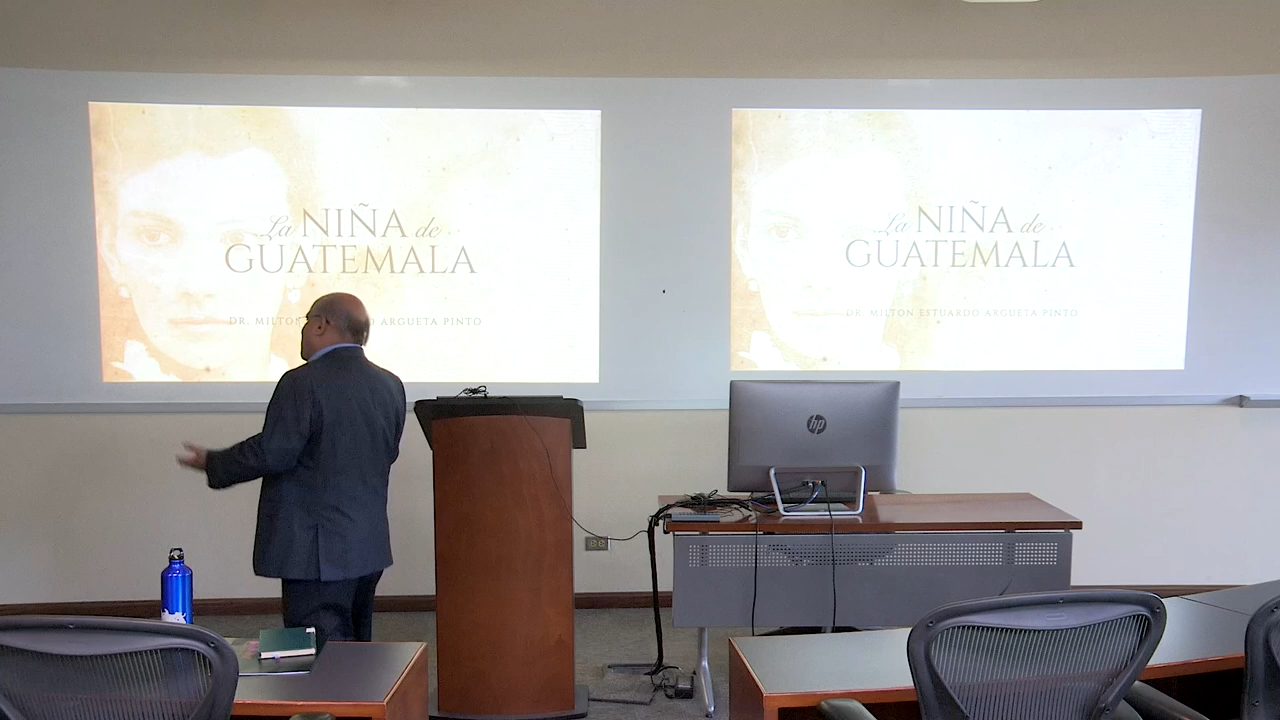 La NIÑA de
GUATEMALA
DR. MILTON ARGUETA PINTO
La NIÑA de
GUATEMALA
DR. MILTON ESTUARDO ARGUETA PINTO
hp